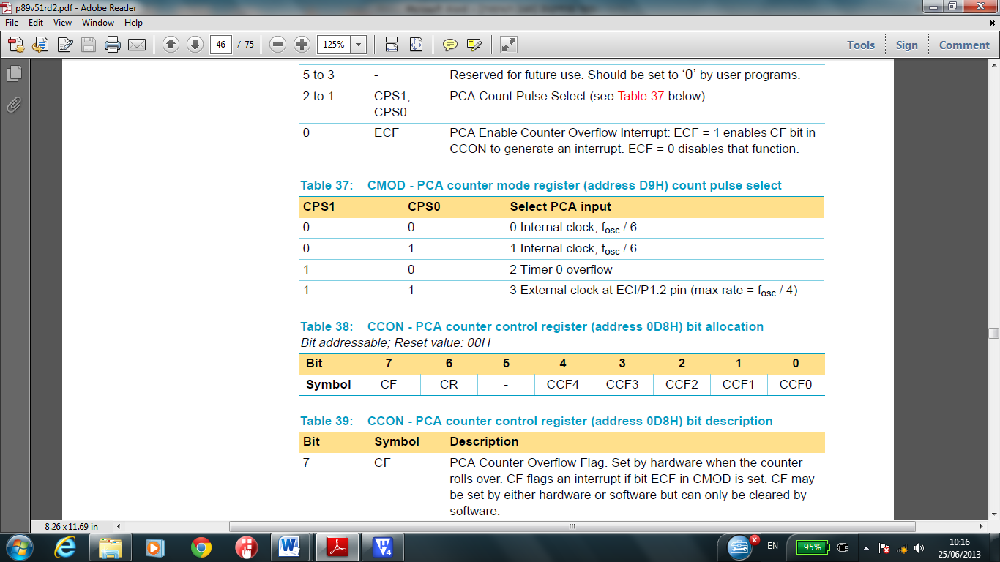 p89v51rd2.pdf - Adobe Reader
File Edit View Window Help
46 / 75 125% Tools Sign Comment
5 to 3 - Reserved for future use. Should be set to ‘0’ by user programs.
2 to 1 CPS1, PCA Count Pulse Select (see Table 37 below).
CPS0
0 ECF PCA Enable Counter Overflow Interrupt: ECF = 1 enables CF bit in
CCON to generate an interrupt. ECF = 0 disables that function.
Table 37: CMOD - PCA counter mode register (address D9H) count pulse select
CPS1 CPS0 Select PCA input
0 0 0 Internal clock, fosc / 6
0 1 1 Internal clock, fosc / 6
1 0 2 Timer 0 overflow
1 1 3 External clock at ECI/P1.2 pin (max rate = fosc / 4)
Table 38: CCON - PCA counter control register (address 0D8H) bit allocation
Bit addressable; Reset value: 00H
Bit 7 6 5 4 3 2 1 0
Symbol CF CR - CCF4 CCF3 CCF2 CCF1 CCF0
Table 39: CCON - PCA counter control register (address 0D8H) bit description
Bit Symbol Description
7 CF PCA Counter Overflow Flag. Set by hardware when the counter
rolls over. CF flags an interrupt if bit ECF in CMOD is set. CF may
be set by either hardware or software but can only be cleared by
software.
8.26 x 11.69 in
EN 95% 10:16
25/06/2013